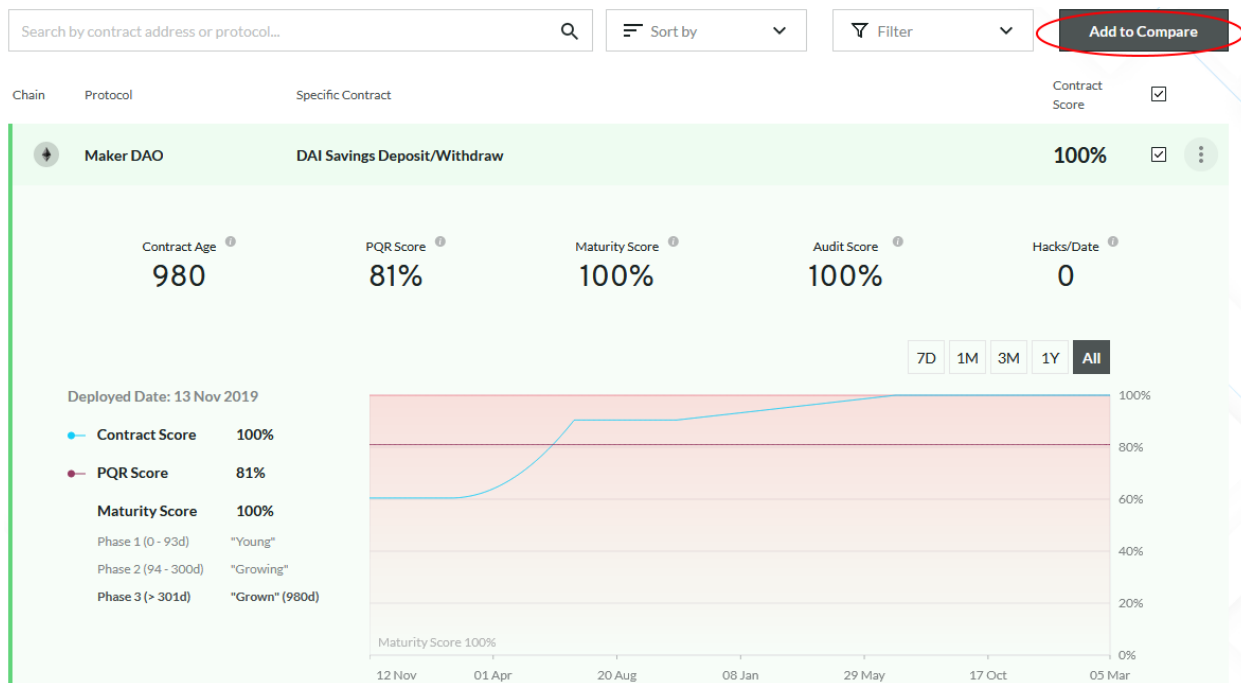 Search by contract address or protocol...
Sort by
Filter
Add to Compare
Chain
Protocol
Specific Contract
Contract
Score
Maker DAO
DAI Savings Deposit/Withdraw
100%
Contract Age
980
PQR Score
81%
Maturity Score
100%
Audit Score
100%
Hacks/Date
0
7D 1M 3M 1Y All
Deployed Date: 13 Nov 2019
Contract Score 100%
PQR Score 81%
Maturity Score 100%
Phase 1 (0 - 93d) "Young"
Phase 2 (94 - 300d) "Growing"
Phase 3 (> 301d) "Grown" (980d)
100%
80%
60%
40%
20%
0%
Maturity Score 100%
12 Nov 01 Apr 20 Aug 08 Jan 29 May 17 Oct 05 Mar